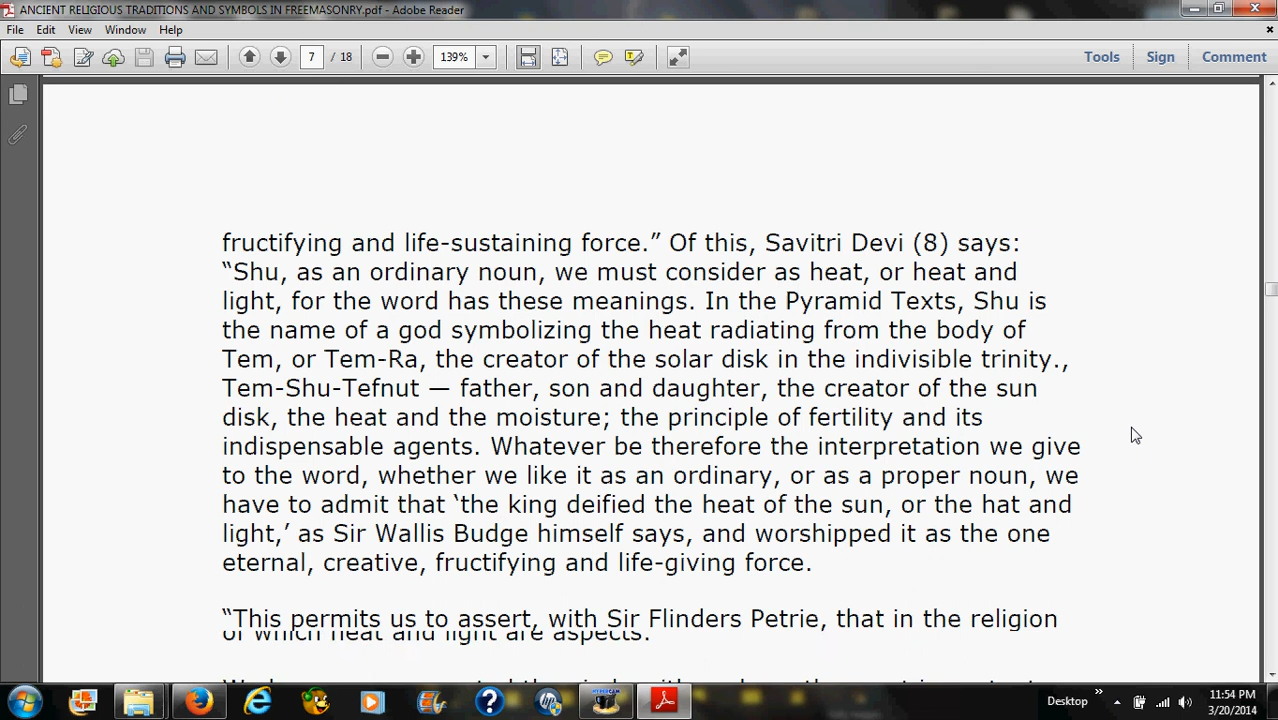 ANCIENT RELIGIOUS TRADITIONS AND SYMBOLS IN FREEMASONRY.pdf - Adobe Reader
File Edit View Window Help
7 / 18 139% Tools Sign Comment
fructifying and life-sustaining force.” Of this, Savitri Devi (8) says:
“Shu, as an ordinary noun, we must consider as heat, or heat and
light, for the word has these meanings. In the Pyramid Texts, Shu is
the name of a god symbolizing the heat radiating from the body of
Tem, or Tem-Ra, the creator of the solar disk in the indivisible trinity.,
Tem-Shu-Tefnut — father, son and daughter, the creator of the sun
disk, the heat and the moisture; the principle of fertility and its
indispensable agents. Whatever be therefore the interpretation we give
to the word, whether we like it as an ordinary, or as a proper noun, we
have to admit that ‘the king deified the heat of the sun, or the hat and
light,’ as Sir Wallis Budge himself says, and worshipped it as the one
eternal, creative, fructifying and life-giving force.
“This permits us to assert, with Sir Flinders Petrie, that in the religion
of which heat and light are aspects.
Desktop
11:54 PM
3/20/2014